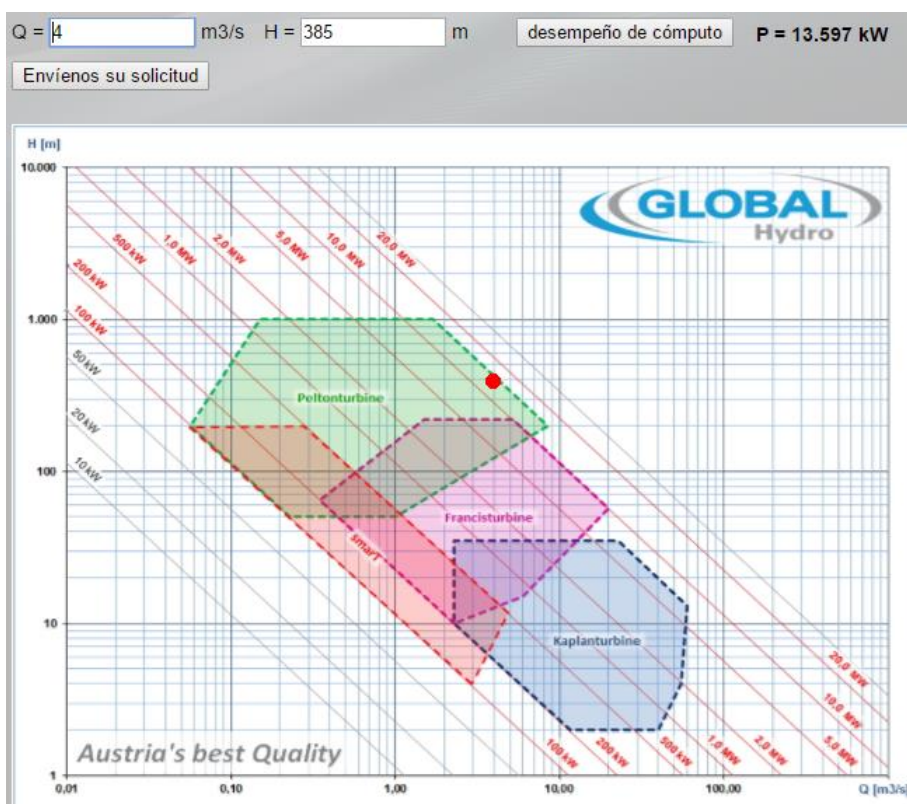 Q = 4 m3/s H = 385 m desempeño de cómputo P = 13.597 kW
Envíenos su solicitud
H [m]
10.000
GLOBAL
Hydro
20,0 MW
10,0 MW
5,0 MW
2,0 MW
1,0 MW
500 kW
200 kW
100 kW
50 kW
20 kW
10 kW
1.000
Peltonturbine
100
Francisturbine
smarT
10
Kaplanturbine
20,0 MW
10,0 MW
5,0 MW
2,0 MW
1,0 MW
500 kW
200 kW
100 kW
Austria's best Quality
1
0,01 0,10 1,00 10,00 100,00 Q [m3/s]